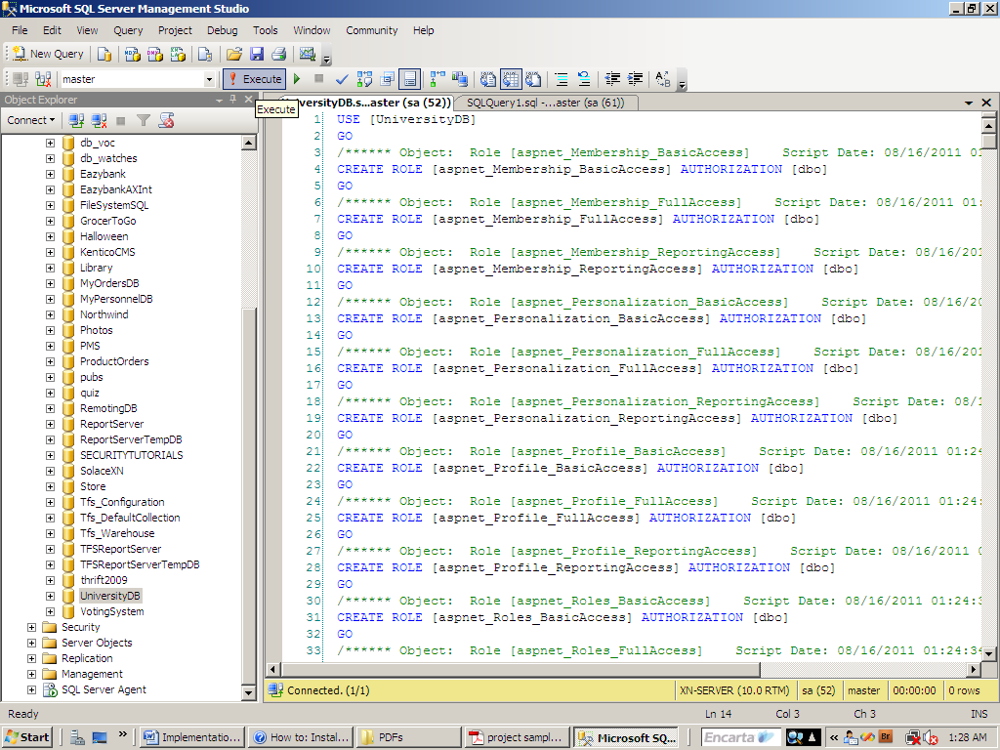 Microsoft SQL Server Management Studio
File Edit View Query Project Debug Tools Window Community Help
New Query
master Execute
Object Explorer
Execute
Connect
db_voc
db_watches
Eazybank
EazybankAXInt
FileSystemSQL
GrocerToGo
Halloween
KenticoCMS
Library
MyOrdersDB
MyPersonnelDB
Northwind
Photos
PMS
ProductOrders
pubs
quiz
RemotingDB
ReportServer
ReportServerTempDB
SECURITYTUTORIALS
SolaceXN
Store
Tfs_Configuration
Tfs_DefaultCollection
Tfs_Warehouse
TFSReportServer
TFSReportServerTempDB
thrift2009
UniversityDB
VotingSystem
Security
Server Objects
Replication
Management
SQL Server Agent
versityDB.s...aster (sa (52)) SQLQuery1.sql -...aster (sa (61))
1 USE [UniversityDB]
2 GO
3 /****** Object: Role [aspnet_Membership_BasicAccess] Script Date: 08/16/2011 01
4 CREATE ROLE [aspnet_Membership_BasicAccess] AUTHORIZATION [dbo]
5 GO
6 /****** Object: Role [aspnet_Membership_FullAccess] Script Date: 08/16/2011 01:
7 CREATE ROLE [aspnet_Membership_FullAccess] AUTHORIZATION [dbo]
8 GO
9 /****** Object: Role [aspnet_Membership_ReportingAccess] Script Date: 08/16/201
10 CREATE ROLE [aspnet_Membership_ReportingAccess] AUTHORIZATION [dbo]
11 GO
12 /****** Object: Role [aspnet_Personalization_BasicAccess] Script Date: 08/16/20
13 CREATE ROLE [aspnet_Personalization_BasicAccess] AUTHORIZATION [dbo]
14 GO
15 /****** Object: Role [aspnet_Personalization_FullAccess] Script Date: 08/16/201
16 CREATE ROLE [aspnet_Personalization_FullAccess] AUTHORIZATION [dbo]
17 GO
18 /****** Object: Role [aspnet_Personalization_ReportingAccess] Script Date: 08/1
19 CREATE ROLE [aspnet_Personalization_ReportingAccess] AUTHORIZATION [dbo]
20 GO
21 /****** Object: Role [aspnet_Profile_BasicAccess] Script Date: 08/16/2011 01:24
22 CREATE ROLE [aspnet_Profile_BasicAccess] AUTHORIZATION [dbo]
23 GO
24 /****** Object: Role [aspnet_Profile_FullAccess] Script Date: 08/16/2011 01:24:
25 CREATE ROLE [aspnet_Profile_FullAccess] AUTHORIZATION [dbo]
26 GO
27 /****** Object: Role [aspnet_Profile_ReportingAccess] Script Date: 08/16/2011 0
28 CREATE ROLE [aspnet_Profile_ReportingAccess] AUTHORIZATION [dbo]
29 GO
30 /****** Object: Role [aspnet_Roles_BasicAccess] Script Date: 08/16/2011 01:24:3
31 CREATE ROLE [aspnet_Roles_BasicAccess] AUTHORIZATION [dbo]
32 GO
33 /****** Object: Role [aspnet_Roles_FullAccess] Script Date: 08/16/2011 01:24:34
Connected. (1/1) XN-SERVER (10.0 RTM) sa (52) master 00:00:00 0 rows
Ready Ln 14 Col 3 Ch 3 INS
Start Implementatio... How to: Instal... PDFs project sampl... Microsoft SQ... Encarta Br 1:28 AM